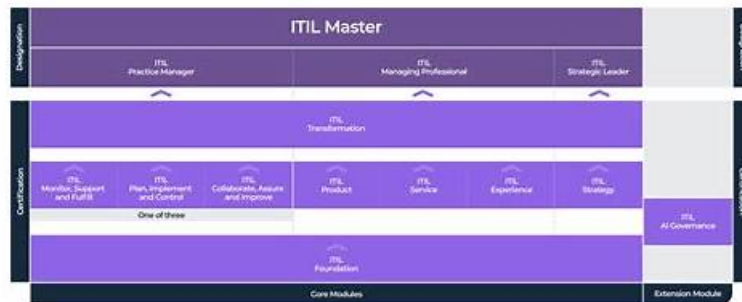 Designation
ITIL Master
ITIL
Practice Manager
ITIL
Managing Professional
ITIL
Strategic Leader
Certification
ITIL
Transformation
ITIL
Monitor, Support
and Fulfill
ITIL
Plan, Implement
and Control
ITIL
Collaborate, Assure
and Improve
ITIL
Product
ITIL
Service
ITIL
Experience
ITIL
Strategy
One of three
ITIL
AI Governance
ITIL
Foundation
Core Modules
Extension Module